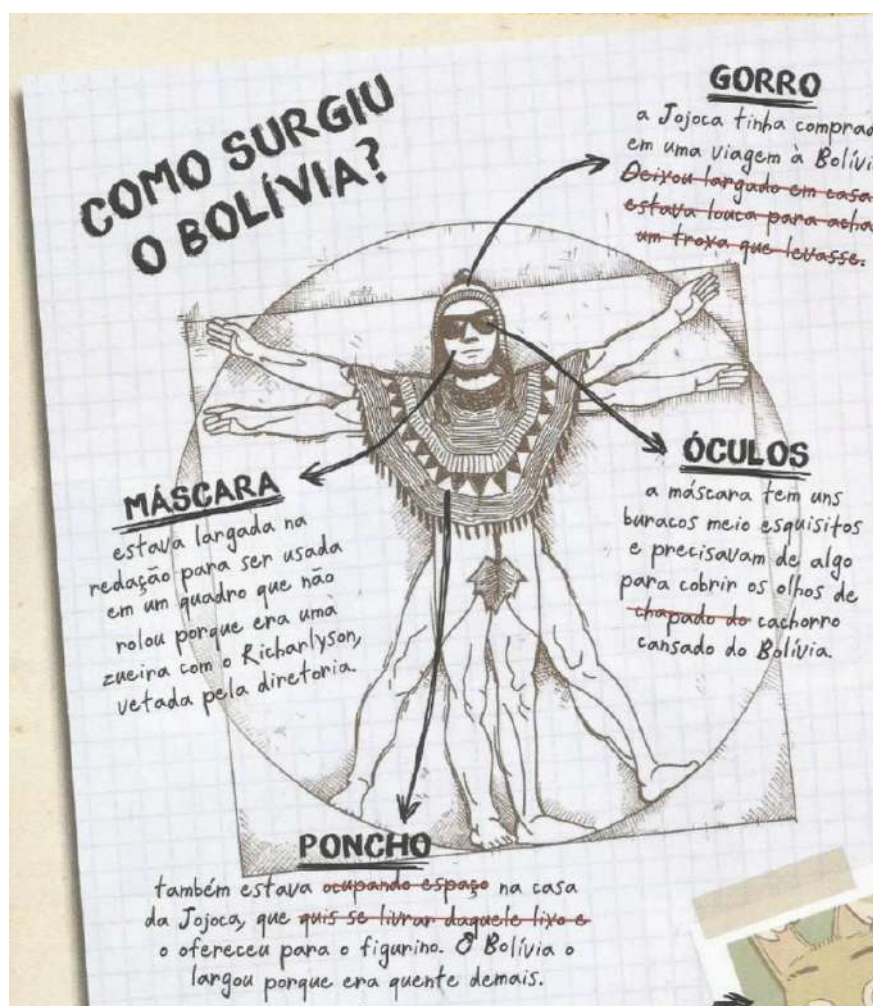 COMO SURGIU
O BOLÍVIA?
GORRO
a Jojoca tinha comprad
em uma viagem à Bolívi
Deixou largado em casa
estava louca para acha
um troxa que levasse.
MÁSCARA
estava largada na
redação para ser usada
em um quadro que não
rolou porque era uma
zueira com o Richarlyson,
vetada pela diretoria.
ÓCULOS
a máscara tem uns
buracos meio esquisitos
e precisavam de algo
para cobrir os olhos de
chapado do cachorro
cansado do Bolívia.
PONCHO
também estava ocupando espaço na casa
da Jojoca, que quis se livrar daquele lixo e
o ofereceu para o figurino. O Bolívia o
largou porque era quente demais.